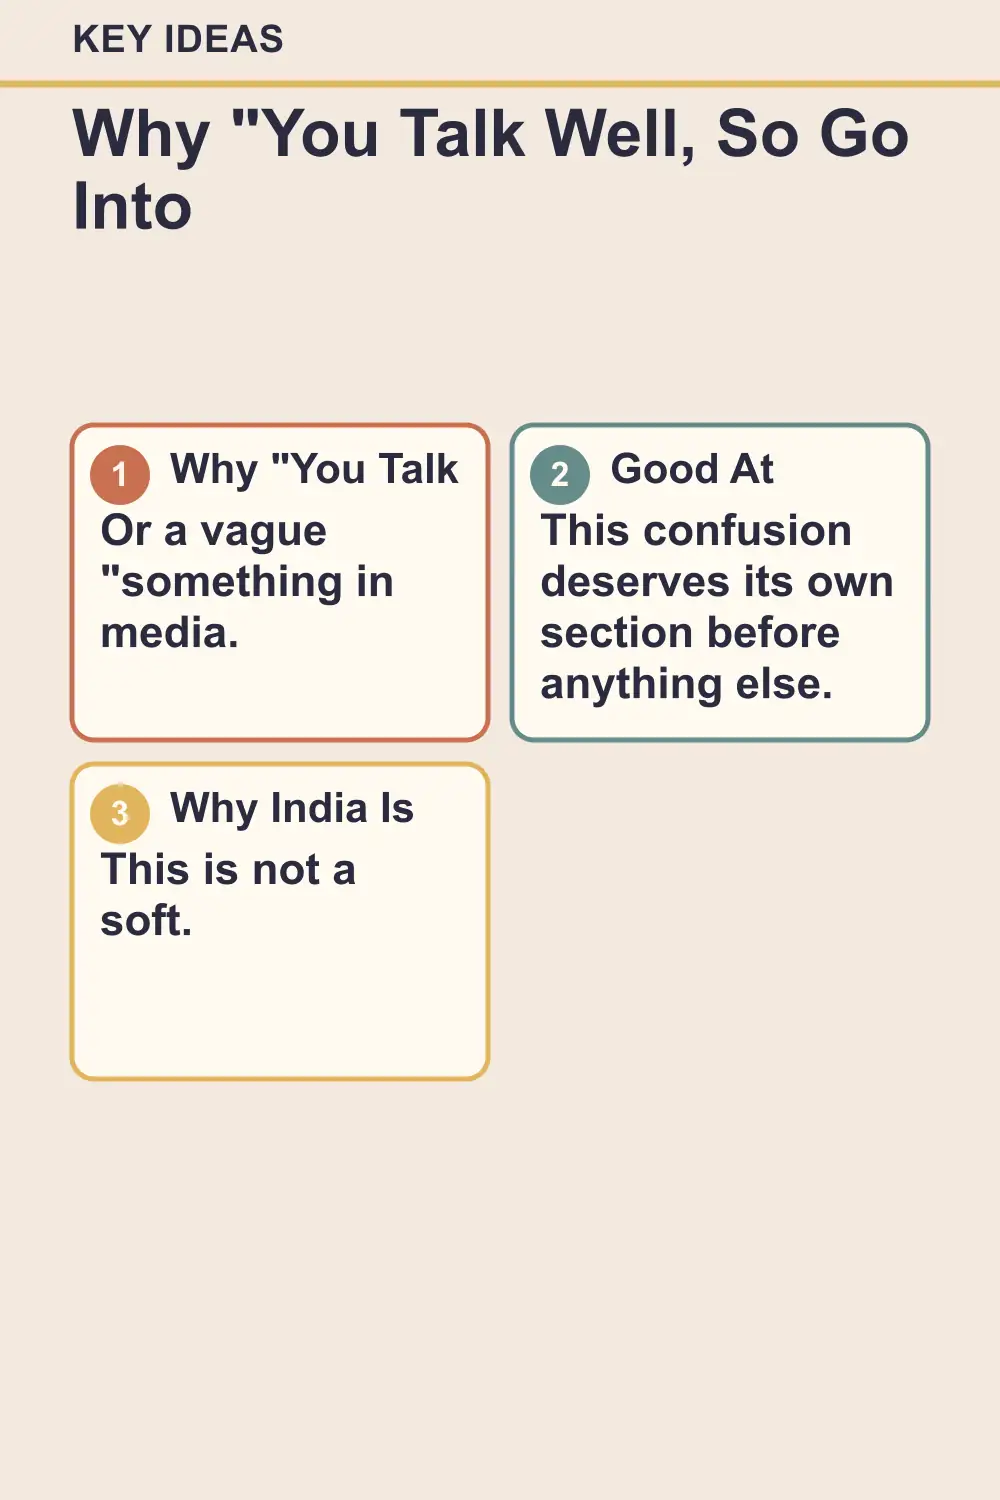 KEY IDEAS
Why "You Talk Well, So Go
Into
1
Why "You Talk
Or a vague
"something in
media.
2
Good At
This confusion
deserves its own
section before
anything else.
3
Why India Is
This is not a
soft.